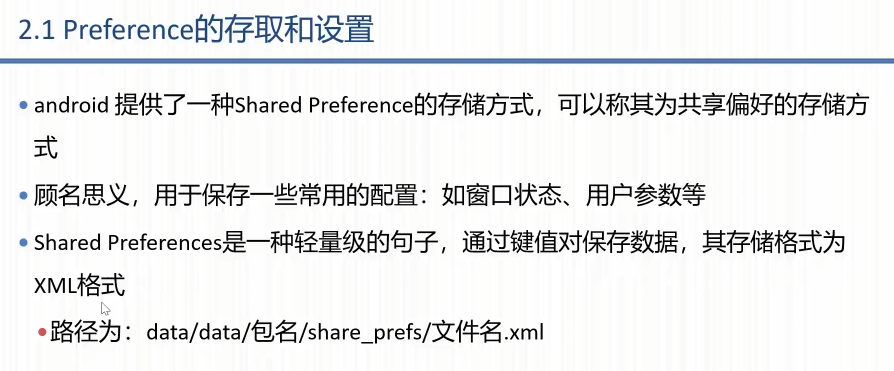 2.1 Preference的存取和设置
•android 提供了一种Shared Preference的存储方式，可以称其为共享偏好的存储方
式
•顾名思义，用于保存一些常用的配置：如窗口状态、用户参数等
•Shared Preferences是一种轻量级的句子，通过键值对保存数据，其存储格式为
XML格式
•路径为：data/data/包名/share_prefs/文件名.xml